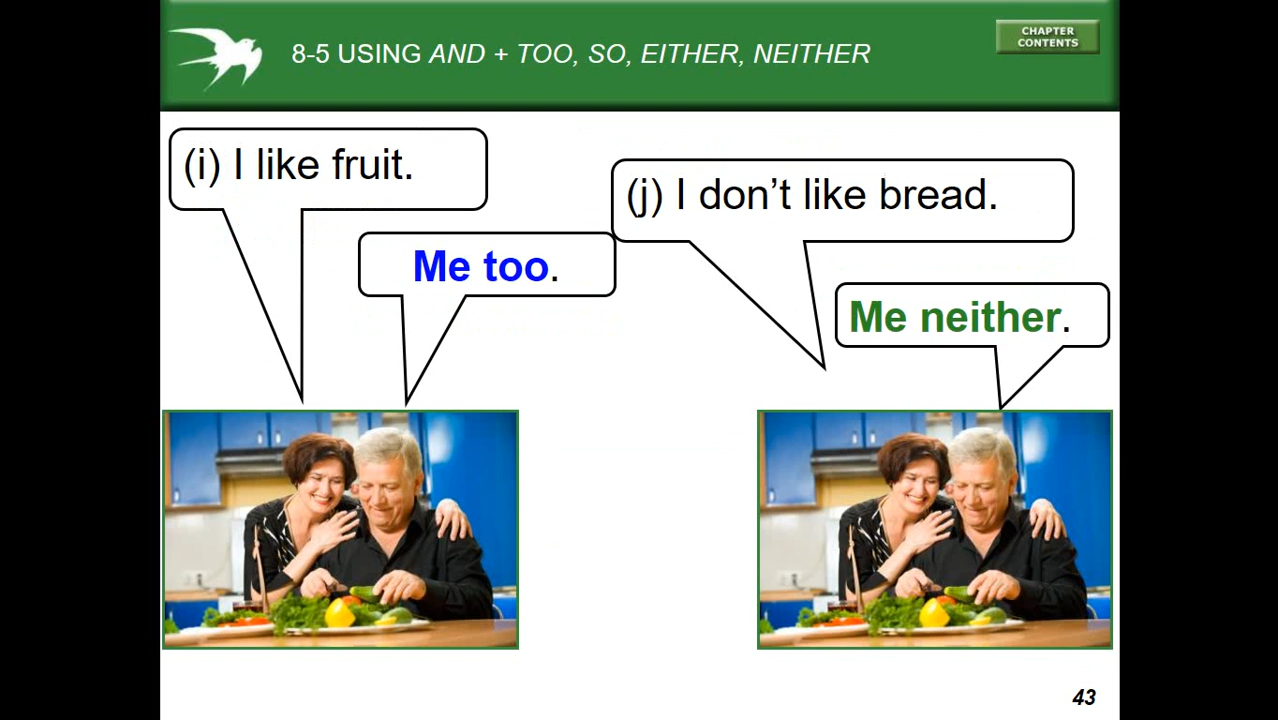 8-5 USING AND + TOO, SO, EITHER, NEITHER
CHAPTER
CONTENTS
(i) I like fruit.
(j) I don’t like bread.
Me too.
Me neither.
43